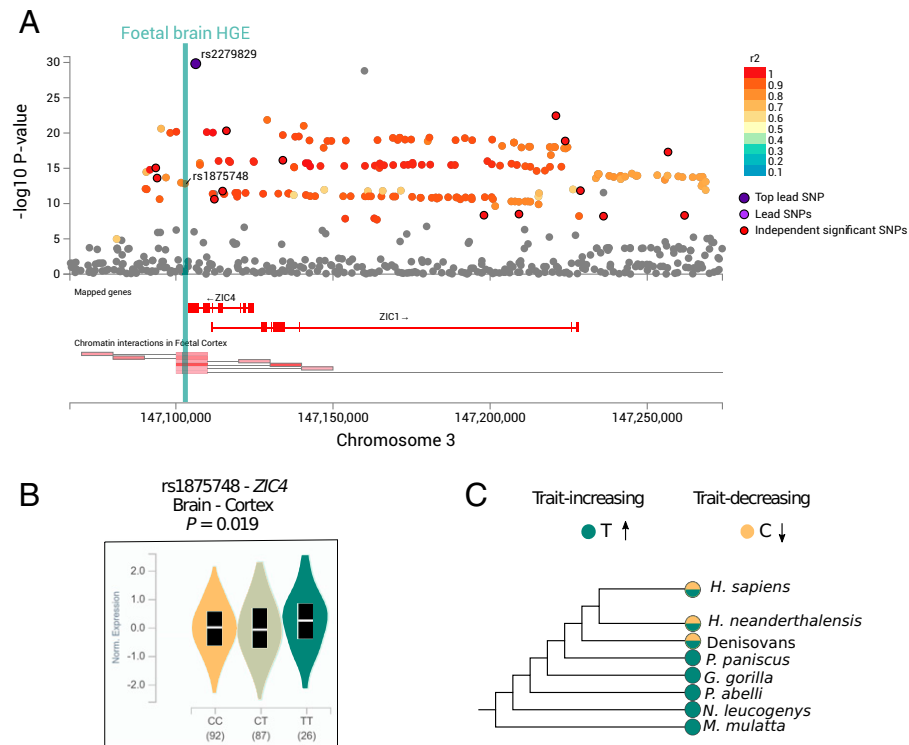 A
Foetal brain HGE
rs2279829
rs1875748
-log10 P-value
30
25
20
15
10
5
0
r2
1
0.9
0.8
0.7
0.6
0.5
0.4
0.3
0.2
0.1
Top lead SNP
Lead SNPs
Independent significant SNPs
Mapped genes
←ZIC4
ZIC1→
Chromatin interactions in Foetal Cortex
147,100,000 147,150,000 147,200,000 147,250,000
Chromosome 3
B
rs1875748 - ZIC4
Brain - Cortex
P = 0.019
Norm. Expression
2.0
1.0
0.0
-1.0
-2.0
CC CT TT
(92) (87) (26)
C
Trait-increasing Trait-decreasing
T ↑ C ↓
H. sapiens
H. neanderthalensis
Denisovans
P. paniscus
G. gorilla
P. abelli
N. leucogenys
M. mulatta